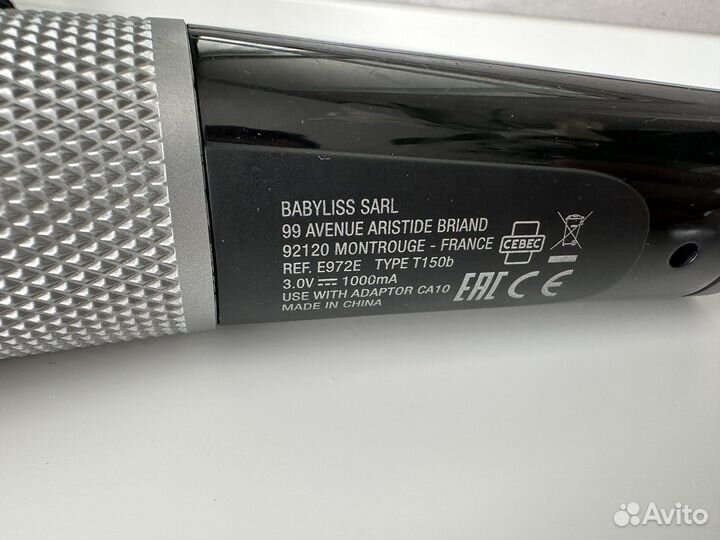 BABYLISS SARL
99 AVENUE ARISTIDE BRIAND
92120 MONTROUGE - FRANCE
CEBEC
REF. E972E TYPE T150b
3.0V ⎓ 1000mA
USE WITH ADAPTOR CA10
EAC CE
MADE IN CHINA
Avito